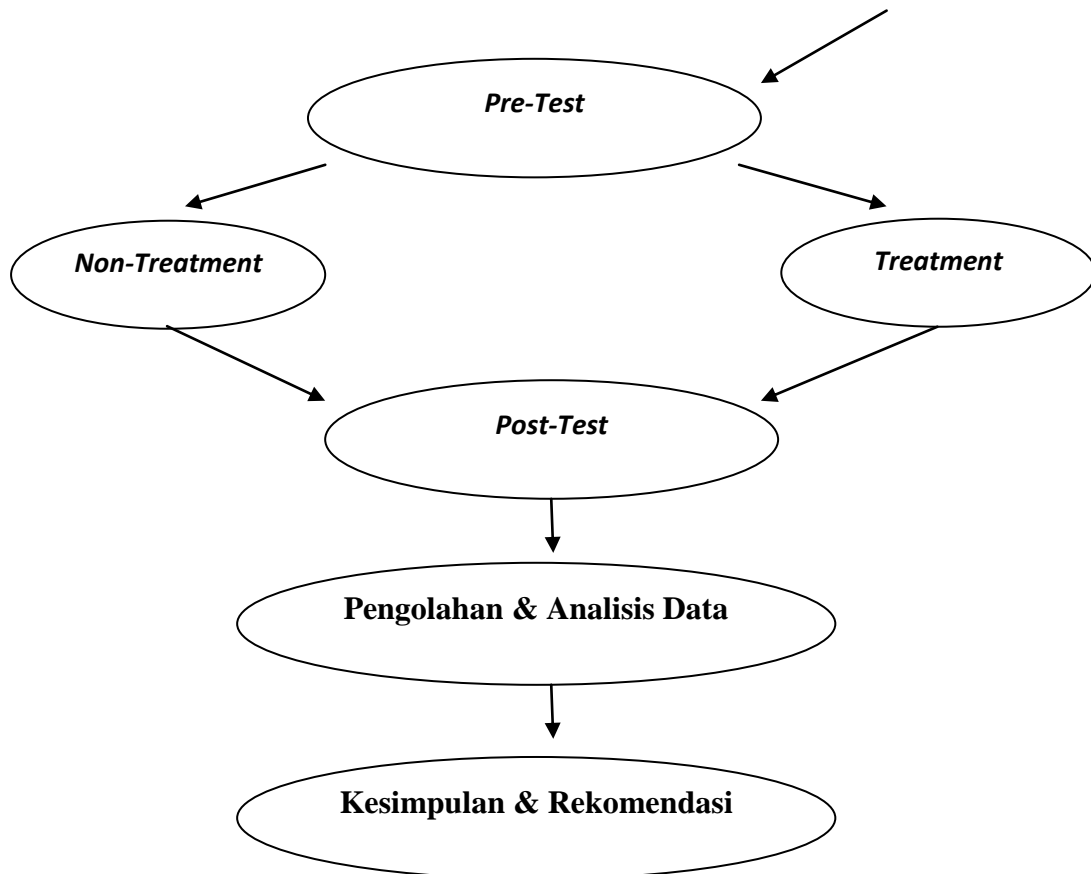 Pre-Test
Non-Treatment
Treatment
Post-Test
Pengolahan & Analisis Data
Kesimpulan & Rekomendasi